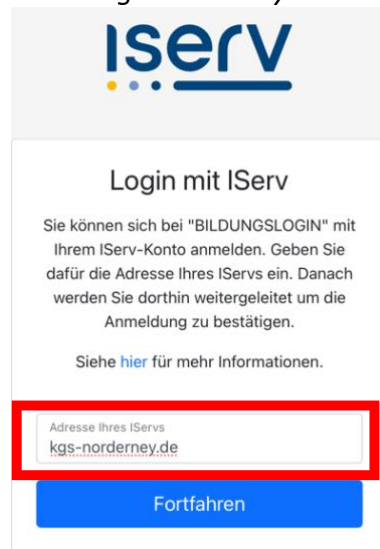 IServ
Login mit IServ
Sie können sich bei "BILDUNGSLOGIN" mit
Ihrem IServ-Konto anmelden. Geben Sie
dafür die Adresse Ihres IServs ein. Danach
werden Sie dorthin weitergeleitet um die
Anmeldung zu bestätigen.
Siehe hier für mehr Informationen.
Adresse Ihres IServs
kgs-norderney.de
Fortfahren